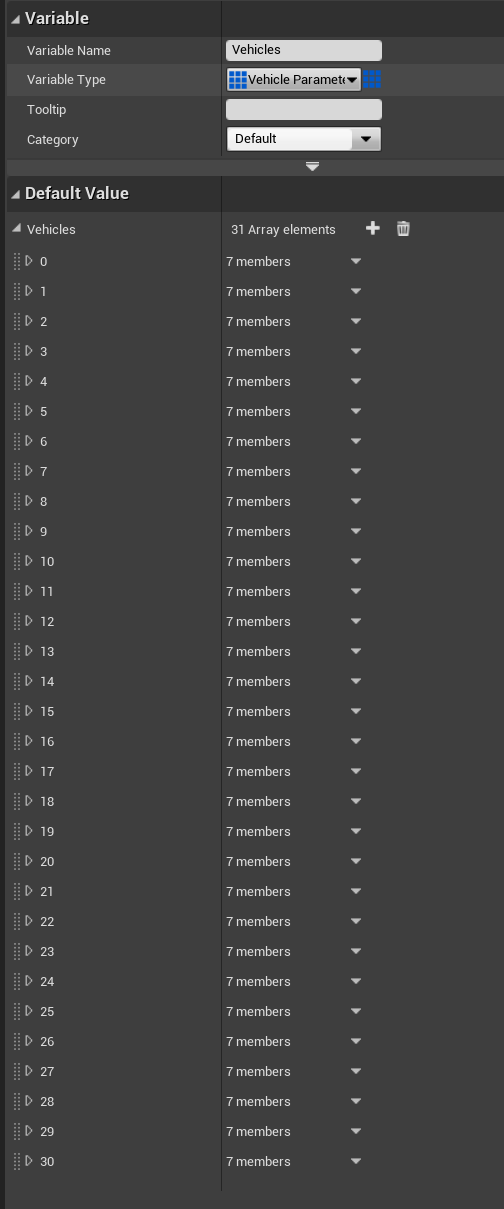 Variable
Variable Name Vehicles
Variable Type Vehicle Paramete
Tooltip
Category Default
Default Value
Vehicles 31 Array elements
0 7 members
1 7 members
2 7 members
3 7 members
4 7 members
5 7 members
6 7 members
7 7 members
8 7 members
9 7 members
10 7 members
11 7 members
12 7 members
13 7 members
14 7 members
15 7 members
16 7 members
17 7 members
18 7 members
19 7 members
20 7 members
21 7 members
22 7 members
23 7 members
24 7 members
25 7 members
26 7 members
27 7 members
28 7 members
29 7 members
30 7 members